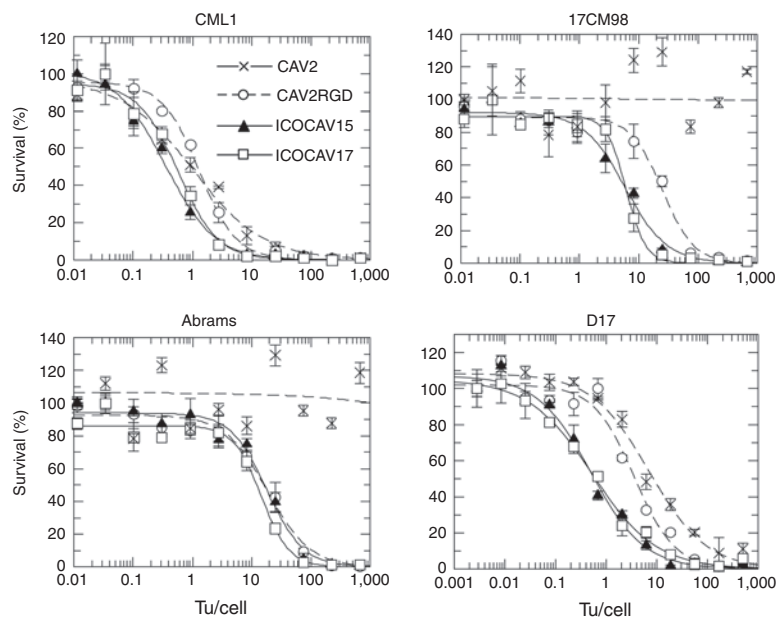 CML1
120
100
80
60
40
20
0
Survival (%)
0.01 0.1 1 10 100 1,000
CAV2
CAV2RGD
ICOCAV15
ICOCAV17
17CM98
140
120
100
80
60
40
20
0
0.01 0.1 1 10 100 1,000
Abrams
140
120
100
80
60
40
20
0
Survival (%)
0.01 0.1 1 10 100 1,000
Tu/cell
D17
120
100
80
60
40
20
0
0.001 0.01 0.1 1 10 100 1,000
Tu/cell